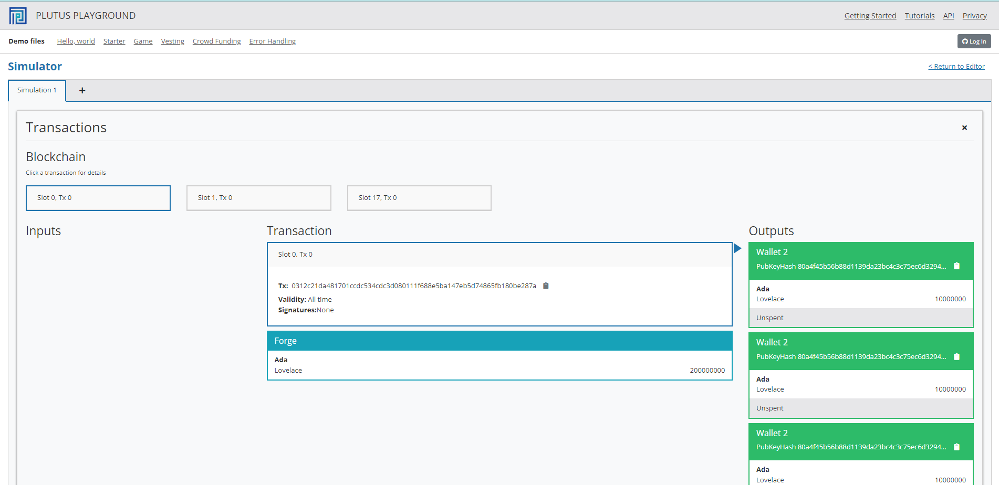 PLUTUS PLAYGROUND
Getting Started Tutorials API Privacy
Demo files Hello, world Starter Game Vesting Crowd Funding Error Handling
Log In
Simulator
< Return to Editor
Simulation 1 +
Transactions
×
Blockchain
Click a transaction for details
Slot 0, Tx 0
Slot 1, Tx 0
Slot 17, Tx 0
Inputs
Transaction
Slot 0, Tx 0
Tx: 0312c21da481701ccdc534cdc3d080111f688e5ba147eb5d74865fb180be287a
Validity: All time
Signatures:None
Forge
Ada
Lovelace 200000000
Outputs
Wallet 2
PubKeyHash 80a4f45b56b88d1139da23bc4c3c75ec6d3294...
Ada
Lovelace 10000000
Unspent
Wallet 2
PubKeyHash 80a4f45b56b88d1139da23bc4c3c75ec6d3294...
Ada
Lovelace 10000000
Unspent
Wallet 2
PubKeyHash 80a4f45b56b88d1139da23bc4c3c75ec6d3294...
Ada
Lovelace 10000000